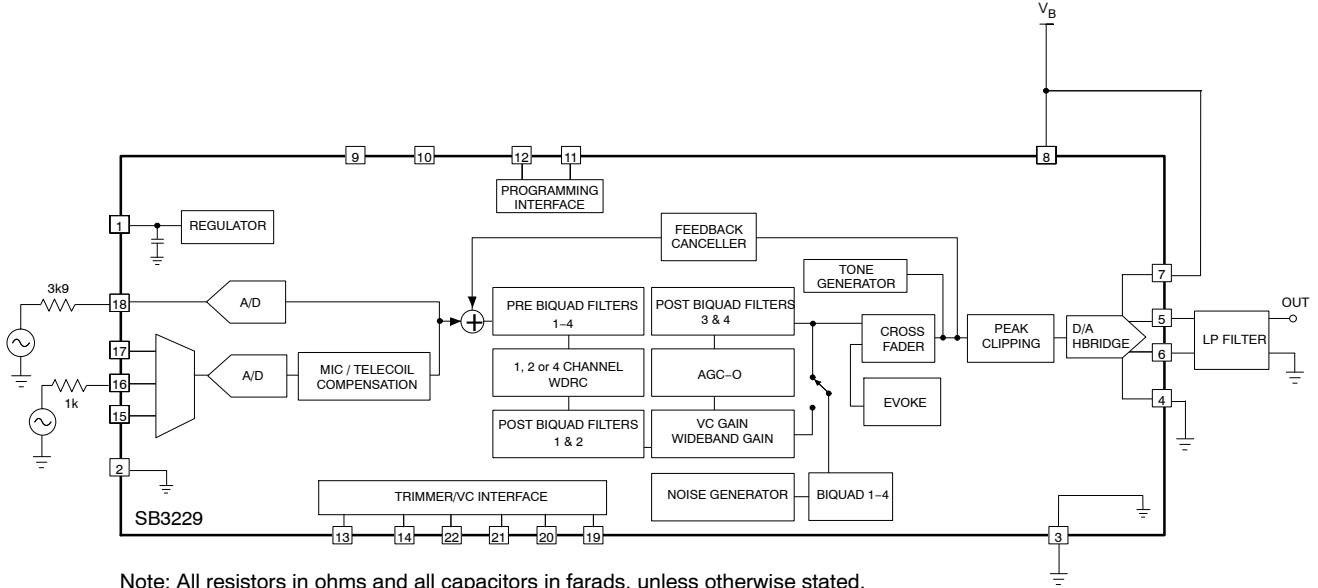 VB
9
10
12
11
8
PROGRAMMING
INTERFACE
1
REGULATOR
FEEDBACK
CANCELLER
TONE
GENERATOR
7
3k9
18
A/D
PRE BIQUAD FILTERS
1–4
POST BIQUAD FILTERS
3 & 4
CROSS
FADER
PEAK
CLIPPING
D/A
HBRIDGE
5
6
LP FILTER
OUT
17
16
15
1k
A/D
MIC / TELECOIL
COMPENSATION
1, 2 or 4 CHANNEL
WDRC
AGC–O
EVOKE
4
POST BIQUAD FILTERS
1 & 2
VC GAIN
WIDEBAND GAIN
2
TRIMMER/VC INTERFACE
NOISE GENERATOR
BIQUAD 1–4
SB3229
13
14
22
21
20
19
3
Note: All resistors in ohms and all capacitors in farads, unless otherwise stated.